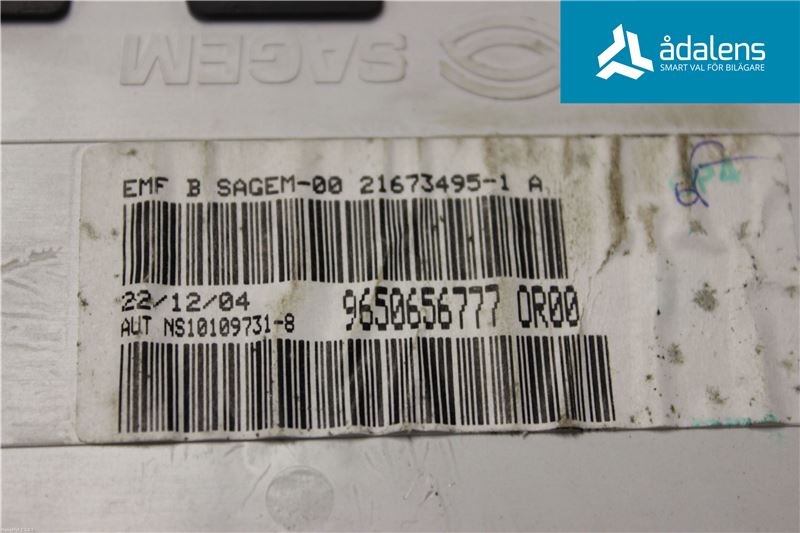 SAGEM
ådalens
SMART VAL FÖR BILÄGARE
EMF B SAGEM-00 21673495-1 A
22/12/04
9650656777 0R00
AUT NS10109731-8